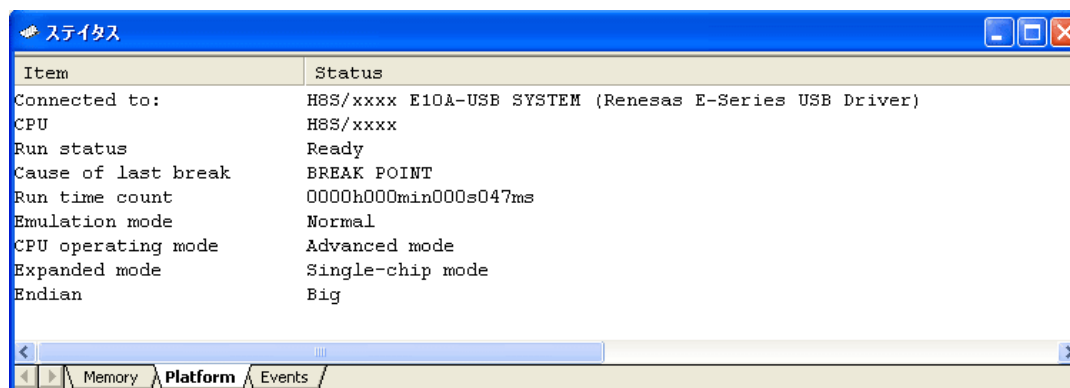 ステイタス
Item Status
Connected to: H8S/xxxx E10A-USB SYSTEM (Renesas E-Series USB Driver)
CPU H8S/xxxx
Run status Ready
Cause of last break BREAK POINT
Run time count 0000h000min000s047ms
Emulation mode Normal
CPU operating mode Advanced mode
Expanded mode Single-chip mode
Endian Big
Memory Platform Events